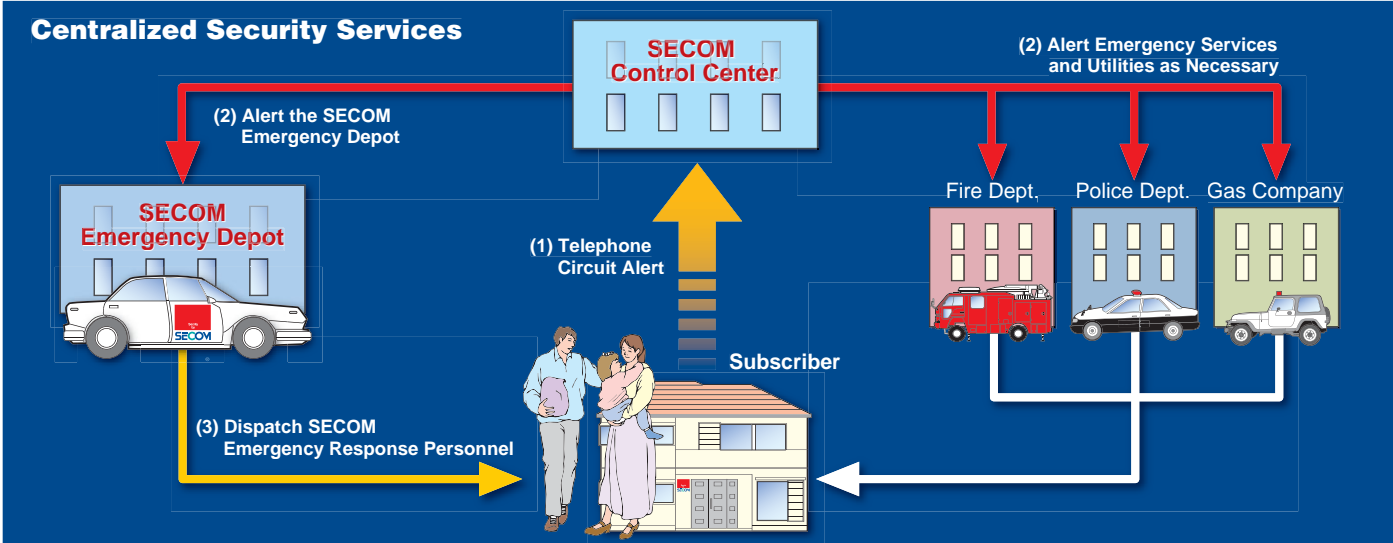 Centralized Security Services
SECOM
Control Center
(2) Alert Emergency Services
and Utilities as Necessary
(2) Alert the SECOM
Emergency Depot
Fire Dept.
Police Dept.
Gas Company
SECOM
Emergency Depot
(1) Telephone
Circuit Alert
SECOM
Subscriber
(3) Dispatch SECOM
Emergency Response Personnel
SECOM